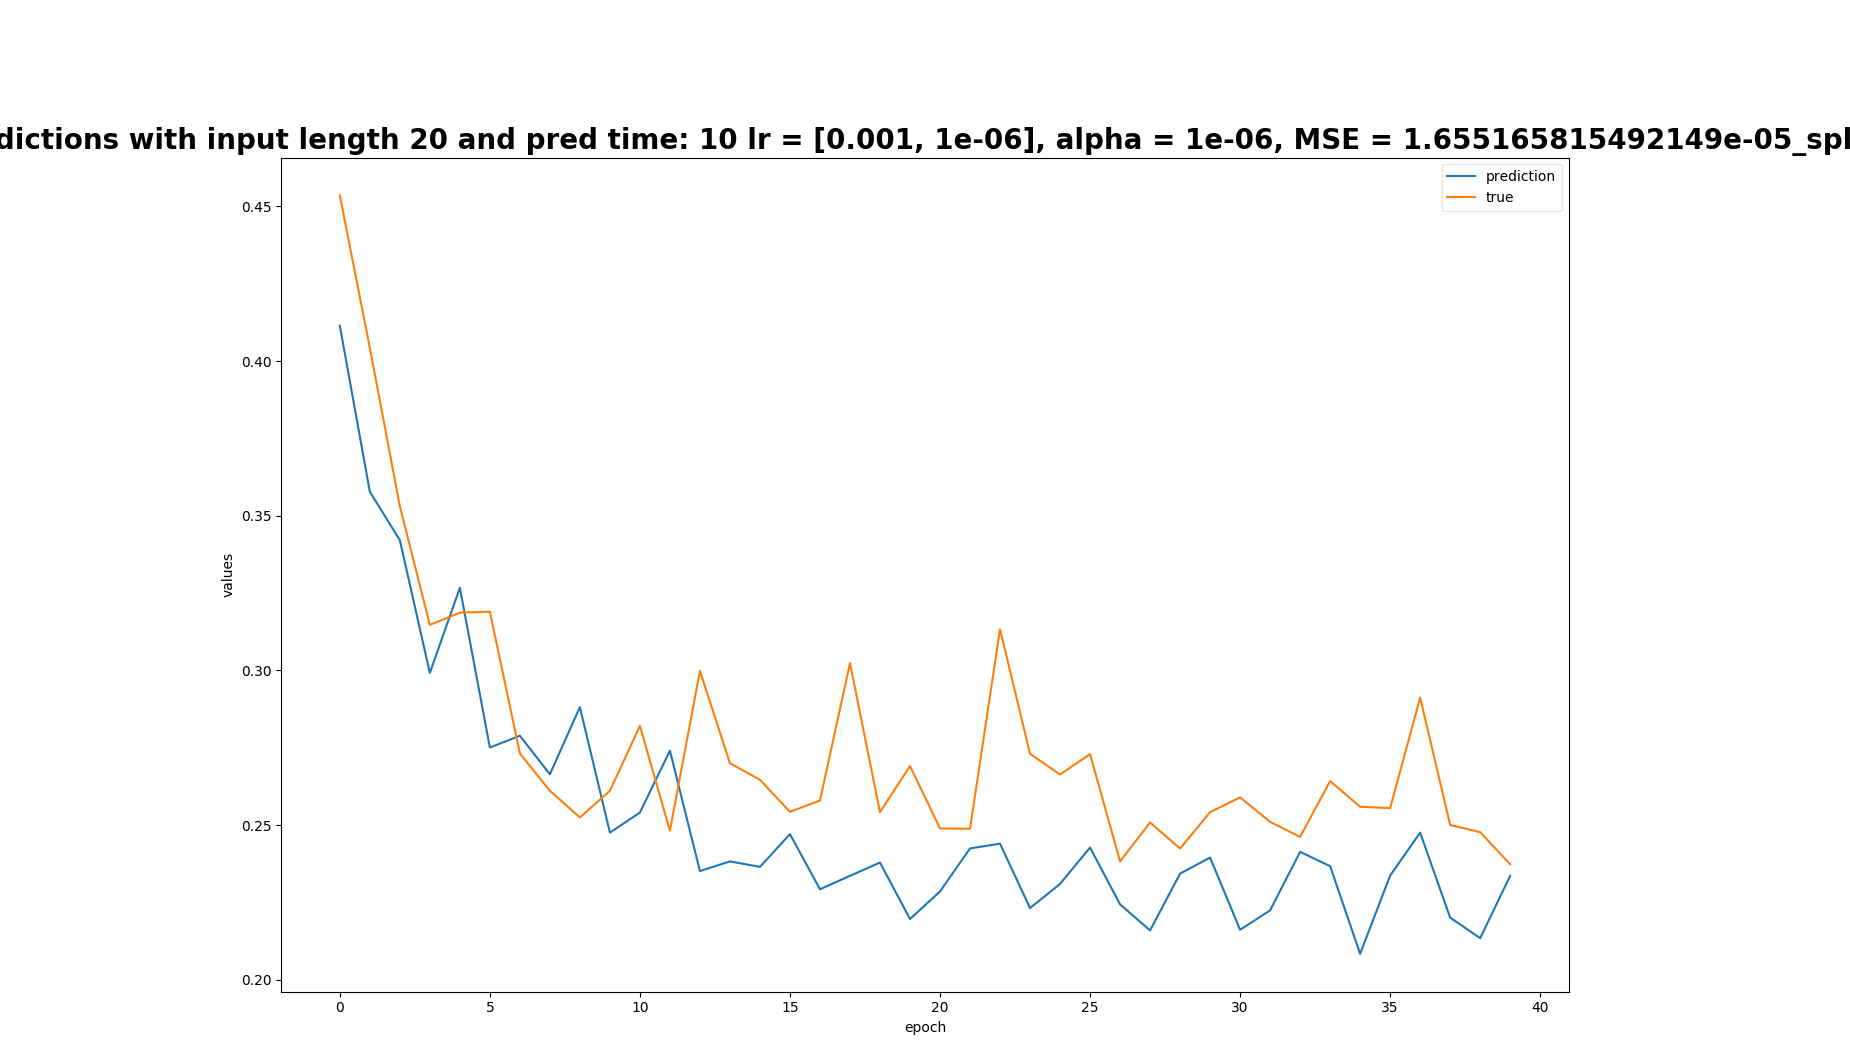 dictions with input length 20 and pred time: 10 lr = [0.001, 1e-06], alpha = 1e-06, MSE = 1.655165815492149e-05_spl
prediction
true
0.45
0.40
0.35
0.30
0.25
0.20
values
0 5 10 15 20 25 30 35 40
epoch